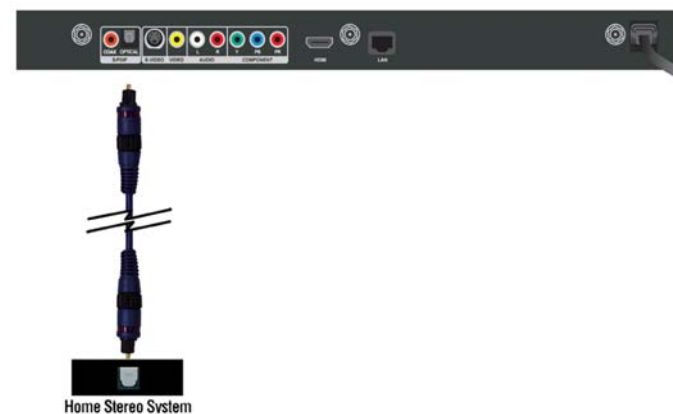 COAX OPTICAL
S/PDIF S-VIDEO VIDEO L AUDIO R Y PB PR COMPONENT
HDMI
LAN
Home Stereo System